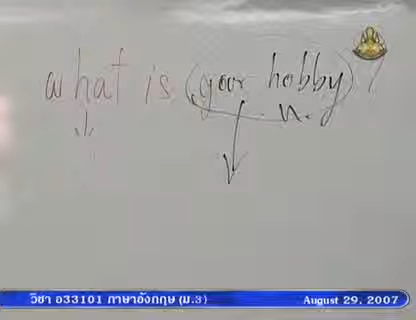 what is (your hobby) ?
n.
วิชา อ33101 ภาษาอังกฤษ (ม.3)
August 29, 2007